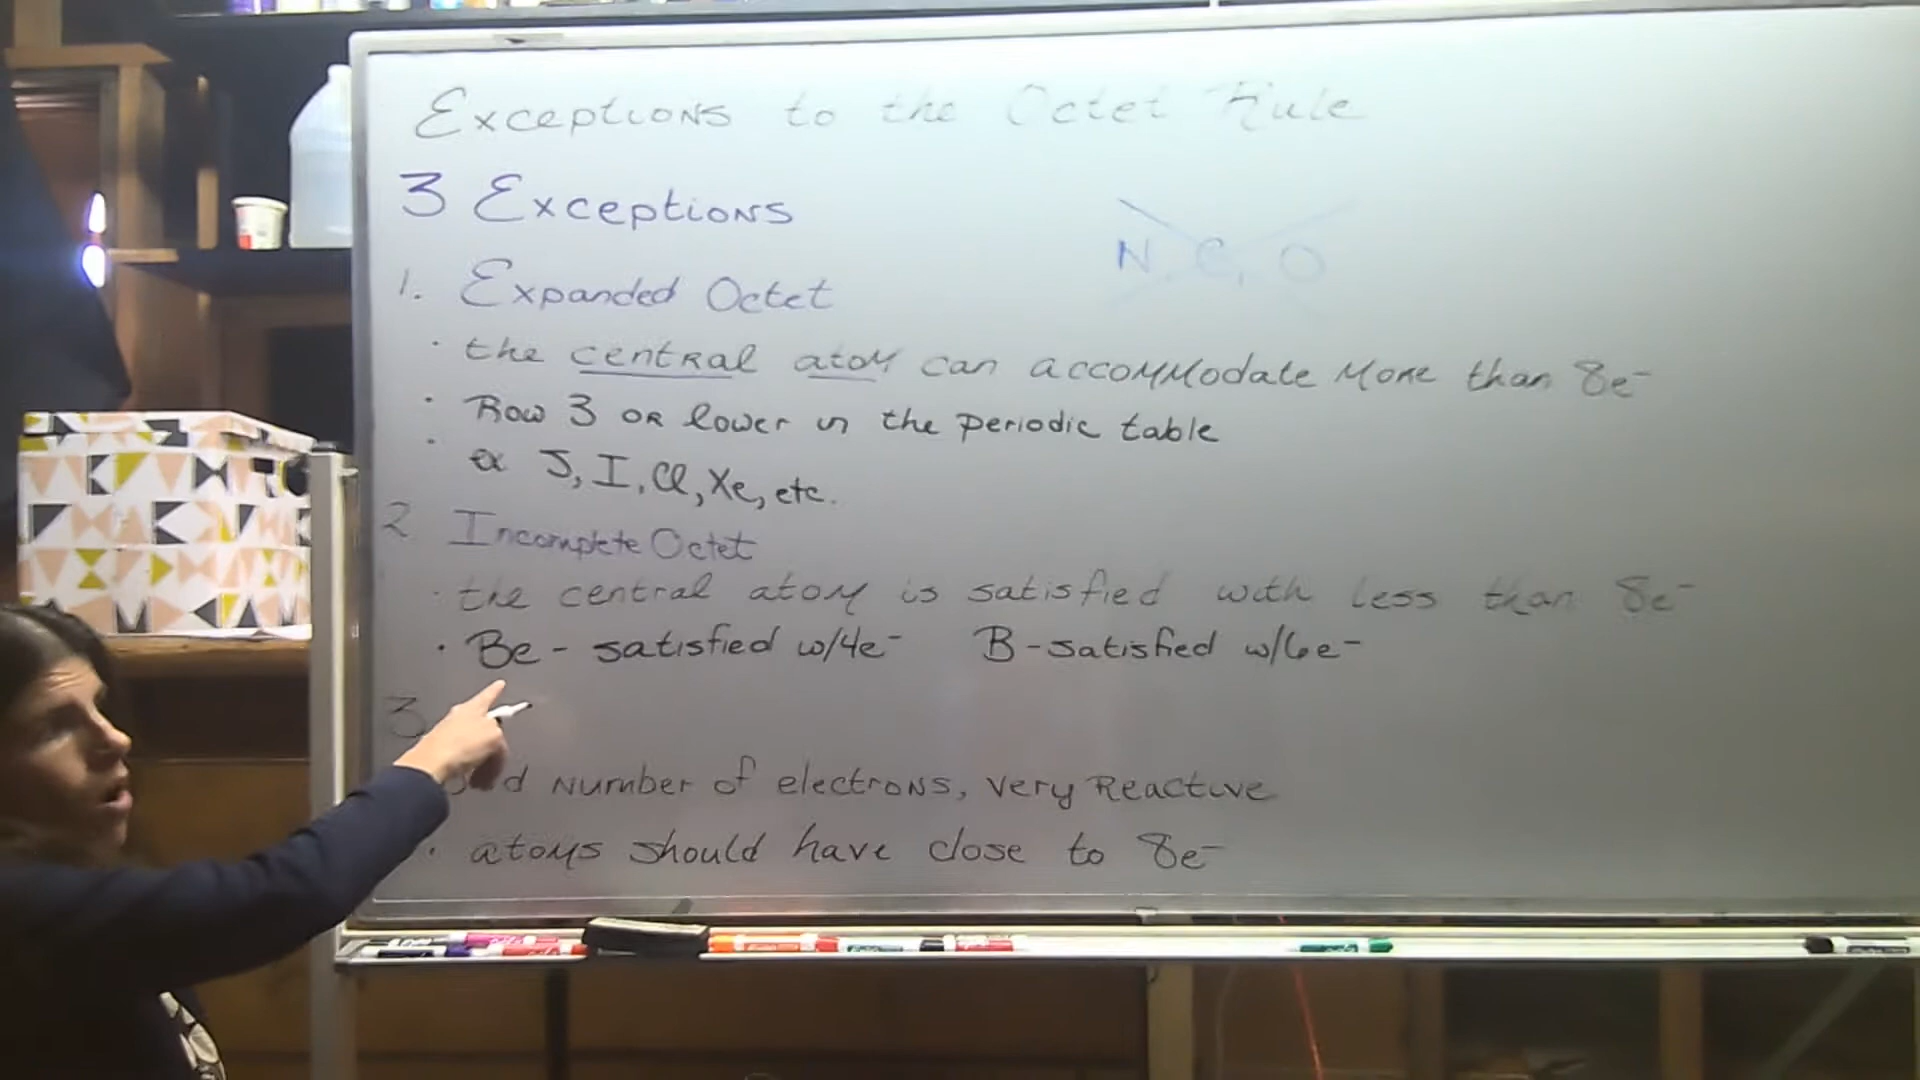 Exceptions to the Octet Rule
3 Exceptions
N, C, O
1. Expanded Octet
· the central atom can accommodate more than 8e⁻
· Row 3 or lower in the periodic table
· ex S, I, Cl, Xe, etc.
2 Incomplete Octet
· the central atom is satisfied with less than 8e⁻
· Be - satisfied w/4e⁻ B - satisfied w/6e⁻
3
number of electrons, very Reactive
· atoms should have close to 8e⁻